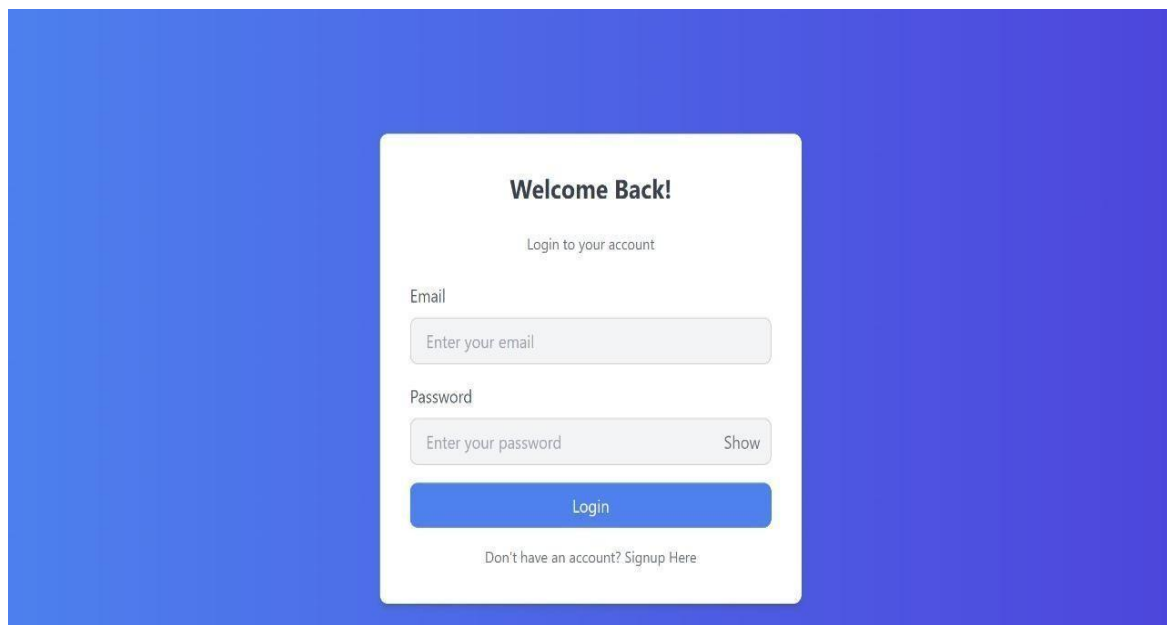 Welcome Back!
Login to your account
Email
Enter your email
Password
Enter your password Show
Login
Don't have an account? Signup Here